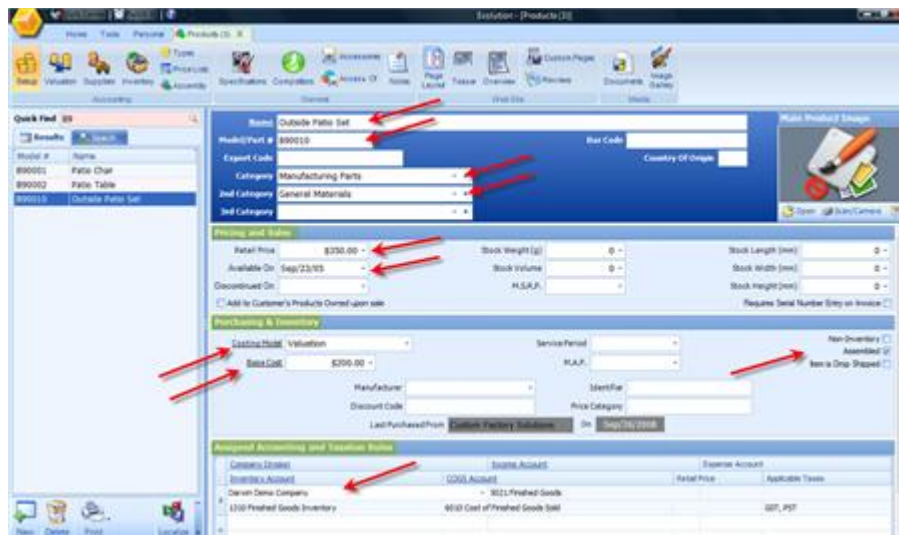 Evolution - [Products (3)]
Home Tools Personal Products (3) X
Types
Price Lists
Assembly
Accessories
Access Of
Custom Pages
Review
Setup Valuation Supplies Inventory
Specifications Competitors Notes Page Layout Teaser Overview Documents Image Gallery
Accounting General Web Site Media
Quick Find 89
Results Search
Model # Name
890001 Patio Chair
890002 Patio Table
890010 Outside Patio Set
Name Outside Patio Set
Model/Part # 890010 Bar Code
Export Code Country Of Origin
Category Manufacturing Parts
2nd Category General Materials
3rd Category
Main Product Image
Open Scan/Camera
Pricing and Sales
Retail Price $350.00 Stock Weight (g) 0 Stock Length (mm) 0
Available On Sep/23/05 Stock Volume 0 Stock Width (mm) 0
Discontinued On M.S.R.P. Stock Height (mm) 0
Add to Customer's Products Owned upon sale Requires Serial Number Entry on Invoice
Purchasing & Inventory
Costing Model Valuation Service Period Non-Inventory
Assembled
Base Cost $200.00 M.A.P. Item is Drop Shipped
Manufacturer Identifier
Discount Code Price Category
Last Purchased From Custom Factory Solutions On Sep/26/2008
Assigned Accounting and Taxation Rules
Company Division Income Account Expense Account
Inventory Account COGS Account Retail Price Applicable Taxes
Darwin Demo Company Finished Goods
1310 Finished Goods Inventory 6010 Cost of Finished Goods Sold GST, PST
New Delete Print Localize